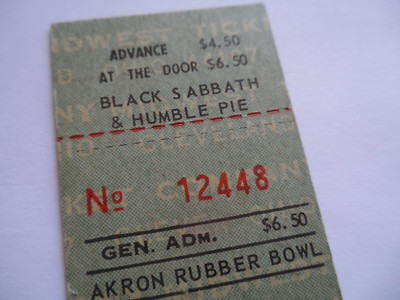 ADVANCE $4.50
AT THE DOOR $6.50
BLACK SABBATH
& HUMBLE PIE
No 12448
GEN. ADM. $6.50
AKRON RUBBER BOWL